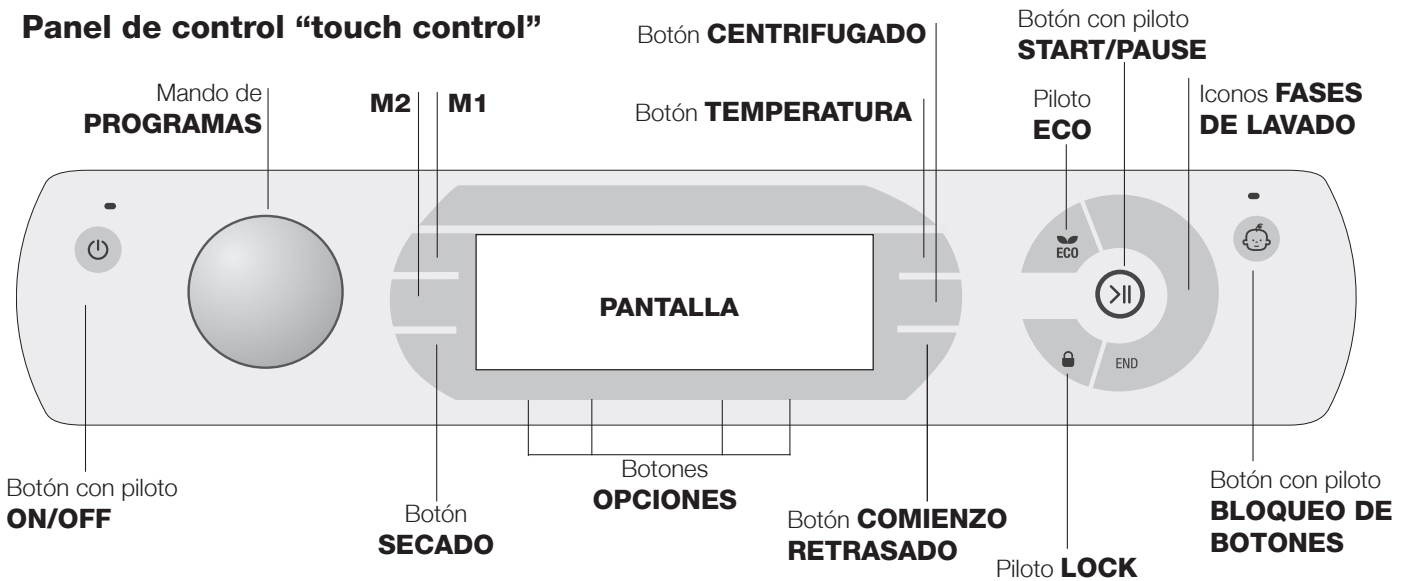 Panel de control “touch control”
Botón CENTRIFUGADO
Botón con piloto
START/PAUSE
Mando de
PROGRAMAS
M2 M1
Botón TEMPERATURA
Piloto
ECO
Iconos FASES
DE LAVADO
ECO
PANTALLA
END
Botón con piloto
ON/OFF
Botón
SECADO
Botones
OPCIONES
Botón COMIENZO
RETRASADO
Piloto LOCK
Botón con piloto
BLOQUEO DE
BOTONES